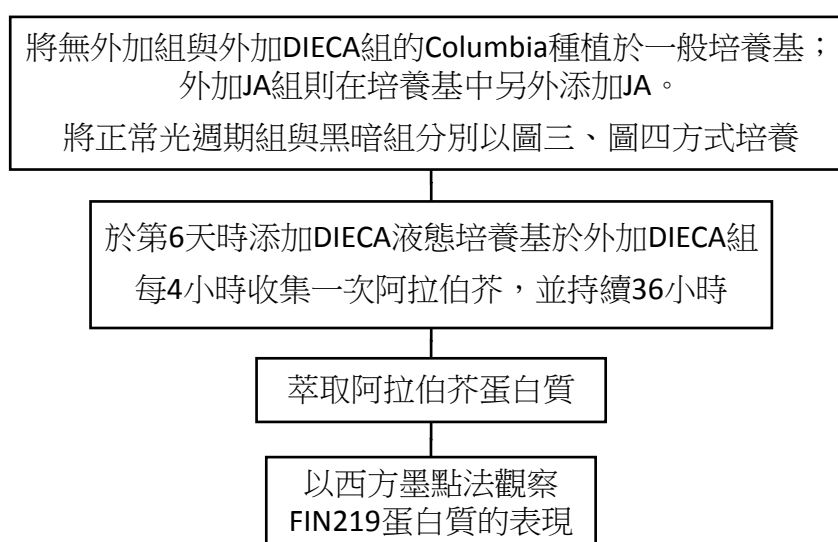 將無外加組與外加DIECA組的Columbia種植於一般培養基；
外加JA組則在培養基中另外添加JA。
將正常光週期組與黑暗組分別以圖三、圖四方式培養
於第6天時添加DIECA液態培養基於外加DIECA組
每4小時收集一次阿拉伯芥，並持續36小時
萃取阿拉伯芥蛋白質
以西方墨點法觀察
FIN219蛋白質的表現